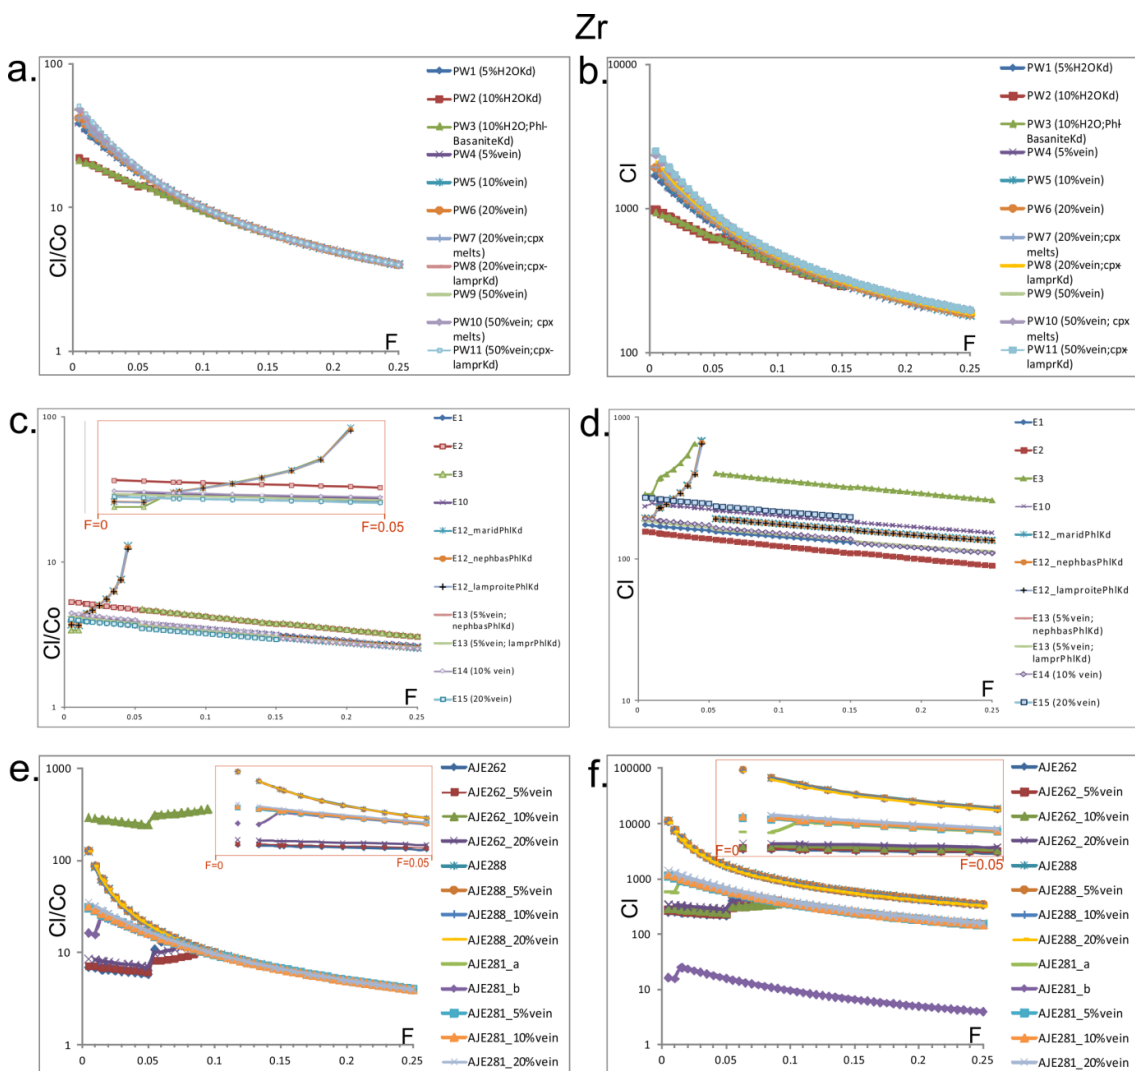 Zr
a.
100
10
1
Cl/Co
0
0.05
0.1
0.15
0.2
0.25
F
PW1 (5%H2OKd)
PW2 (10%H2OKd)
PW3 (10%H2O;Phl-
BasaniteKd)
PW4 (5%vein)
PW5 (10%vein)
PW6 (20%vein)
PW7 (20%vein;cpx
melts)
PW8 (20%vein;cpx-
lamprKd)
PW9 (50%vein)
PW10 (50%vein; cpx
melts)
PW11 (50%vein;cpx-
lamprKd)
b.
10000
1000
100
Cl
0
0.05
0.1
0.15
0.2
0.25
F
PW1 (5%H2OKd)
PW2 (10%H2OKd)
PW3 (10%H2O;Phl-
BasaniteKd)
PW4 (5%vein)
PW5 (10%vein)
PW6 (20%vein)
PW7 (20%vein;cpx
melts)
PW8 (20%vein;cpx-
lamprKd)
PW9 (50%vein)
PW10 (50%vein; cpx
melts)
PW11 (50%vein;cpx-
lamprKd)
c.
100
10
1
Cl/Co
F=0
F=0.05
0
0.05
0.1
0.15
0.2
0.25
F
E1
E2
E3
E10
E12_maridPhlKd
E12_nephbasPhlKd
E12_lamproitePhlKd
E13 (5%vein;
nephbasPhlKd)
E13 (5%vein; lamprPhlKd)
E14 (10% vein)
E15 (20%vein)
d.
1000
100
10
Cl
0
0.05
0.1
0.15
0.2
0.25
F
E1
E2
E3
E10
E12_maridPhlKd
E12_nephbasPhlKd
E12_lamproitePhlKd
E13 (5%vein;
nephbasPhlKd)
E13 (5%vein;
lamprPhlKd)
E14 (10% vein)
E15 (20%vein)
e.
1000
100
10
1
Cl/Co
F=0
F=0.05
0
0.05
0.1
0.15
0.2
0.25
F
AJE262
AJE262_5%vein
AJE262_10%vein
AJE262_20%vein
AJE288
AJE288_5%vein
AJE288_10%vein
AJE288_20%vein
AJE281_a
AJE281_b
AJE281_5%vein
AJE281_10%vein
AJE281_20%vein
f.
100000
10000
1000
100
10
1
Cl
F=0
F=0.05
0
0.05
0.1
0.15
0.2
0.25
F
AJE262
AJE262_5%vein
AJE262_10%vein
AJE262_20%vein
AJE288
AJE288_5%vein
AJE288_10%vein
AJE288_20%vein
AJE281_a
AJE281_b
AJE281_5%vein
AJE281_10%vein
AJE281_20%vein